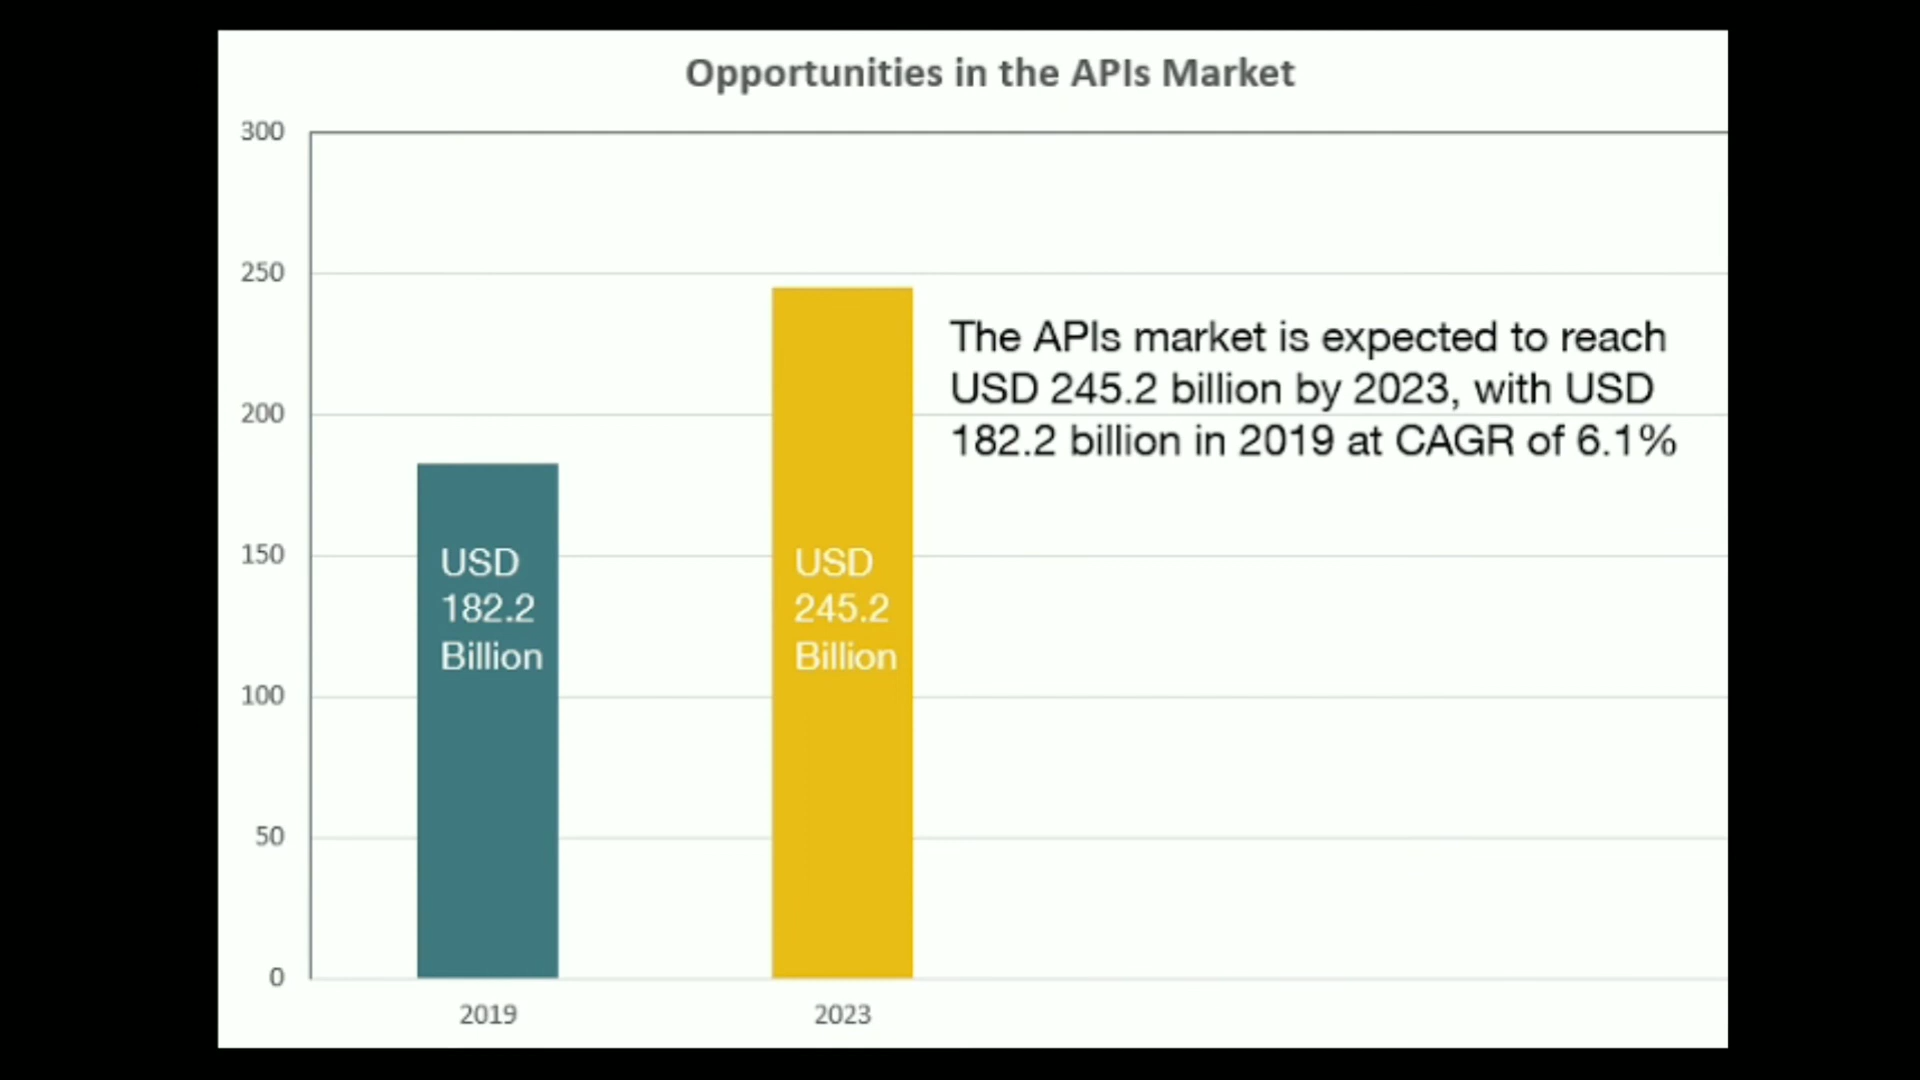 Opportunities in the APIs Market
300
250
200
150
100
50
0
The APIs market is expected to reach
USD 245.2 billion by 2023, with USD
182.2 billion in 2019 at CAGR of 6.1%
USD
182.2
Billion
USD
245.2
Billion
2019
2023